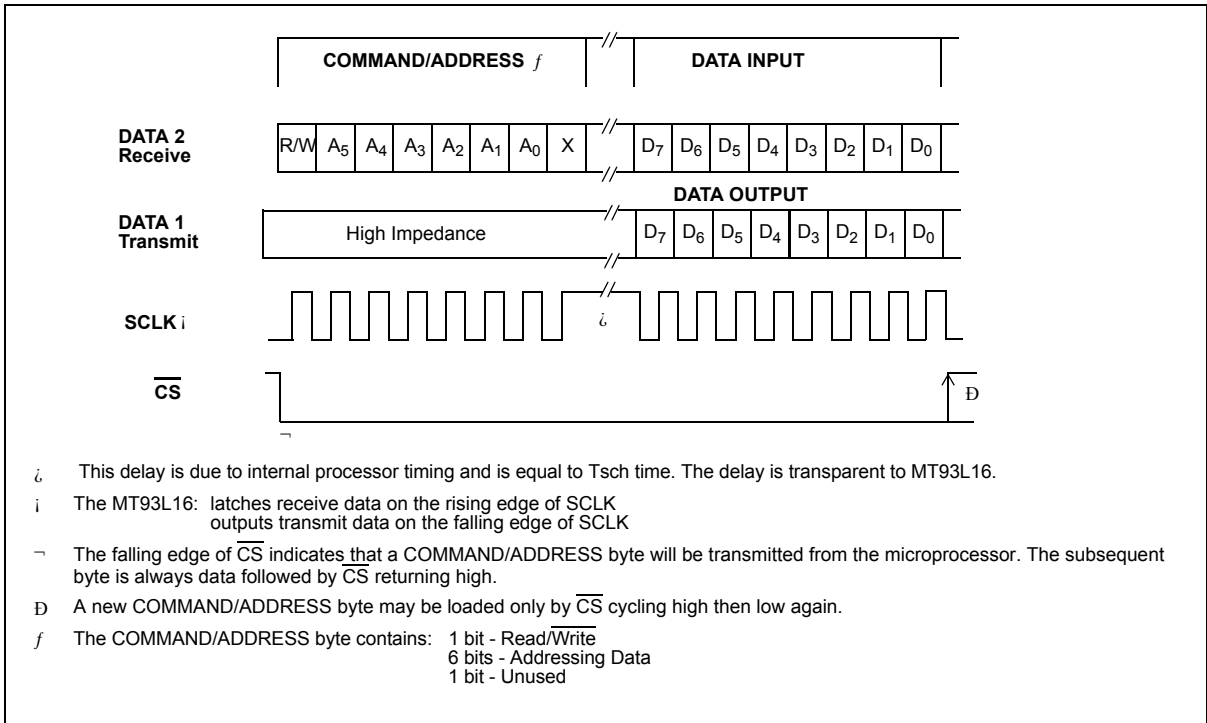 COMMAND/ADDRESS ƒ DATA INPUT
DATA 2
Receive
R/W A5 A4 A3 A2 A1 A0 X D7 D6 D5 D4 D3 D2 D1 D0
DATA OUTPUT
DATA 1
Transmit
High Impedance D7 D6 D5 D4 D3 D2 D1 D0
SCLK ¡
¿
CS
Ð
¬
¿ This delay is due to internal processor timing and is equal to Tsch time. The delay is transparent to MT93L16.
¡ The MT93L16: latches receive data on the rising edge of SCLK
outputs transmit data on the falling edge of SCLK
¬ The falling edge of CS indicates that a COMMAND/ADDRESS byte will be transmitted from the microprocessor. The subsequent
byte is always data followed by CS returning high.
Ð A new COMMAND/ADDRESS byte may be loaded only by CS cycling high then low again.
ƒ The COMMAND/ADDRESS byte contains: 1 bit - Read/Write
6 bits - Addressing Data
1 bit - Unused